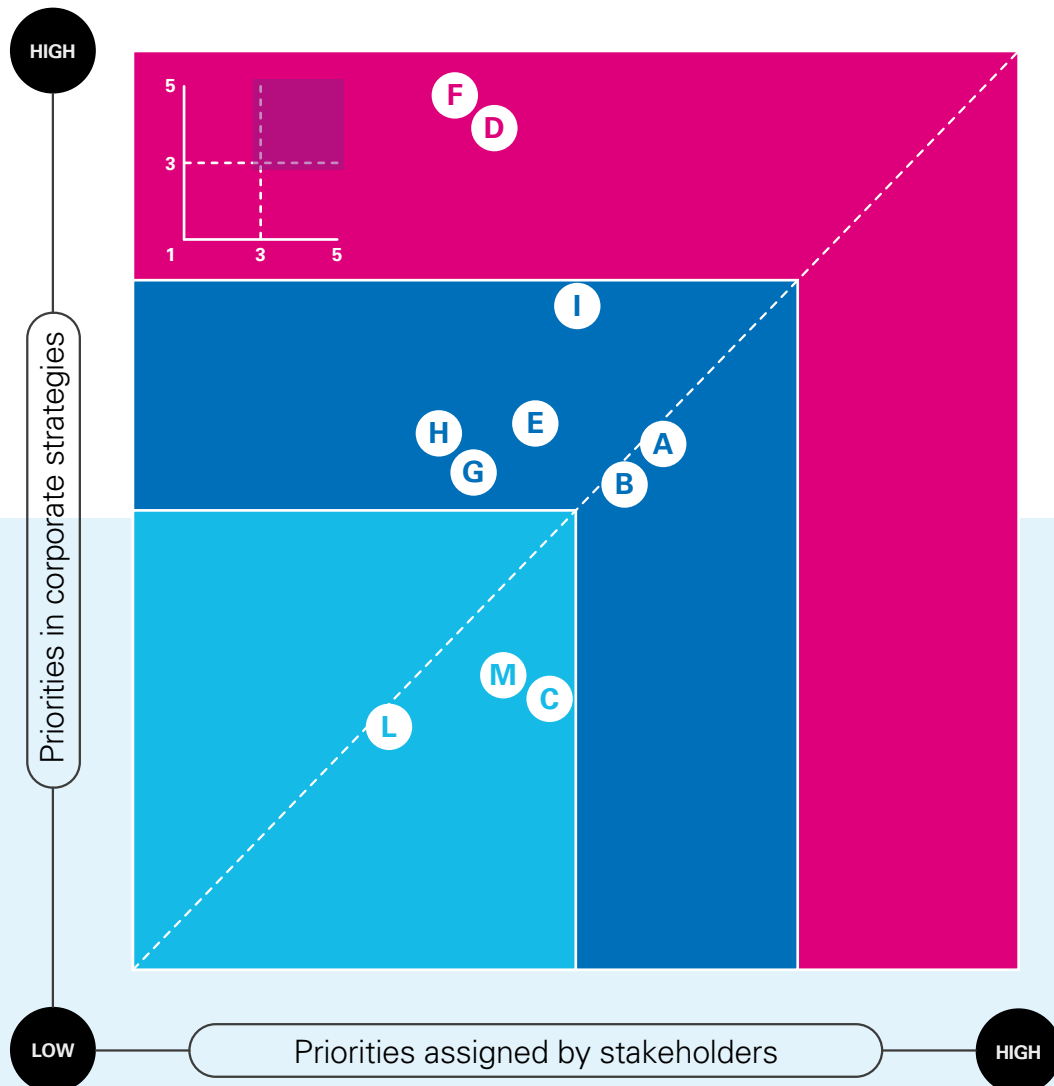 HIGH
5
3
1
3
5
F
D
I
E
H
G
A
B
M
C
L
Priorities in corporate strategies
LOW
Priorities assigned by stakeholders
HIGH